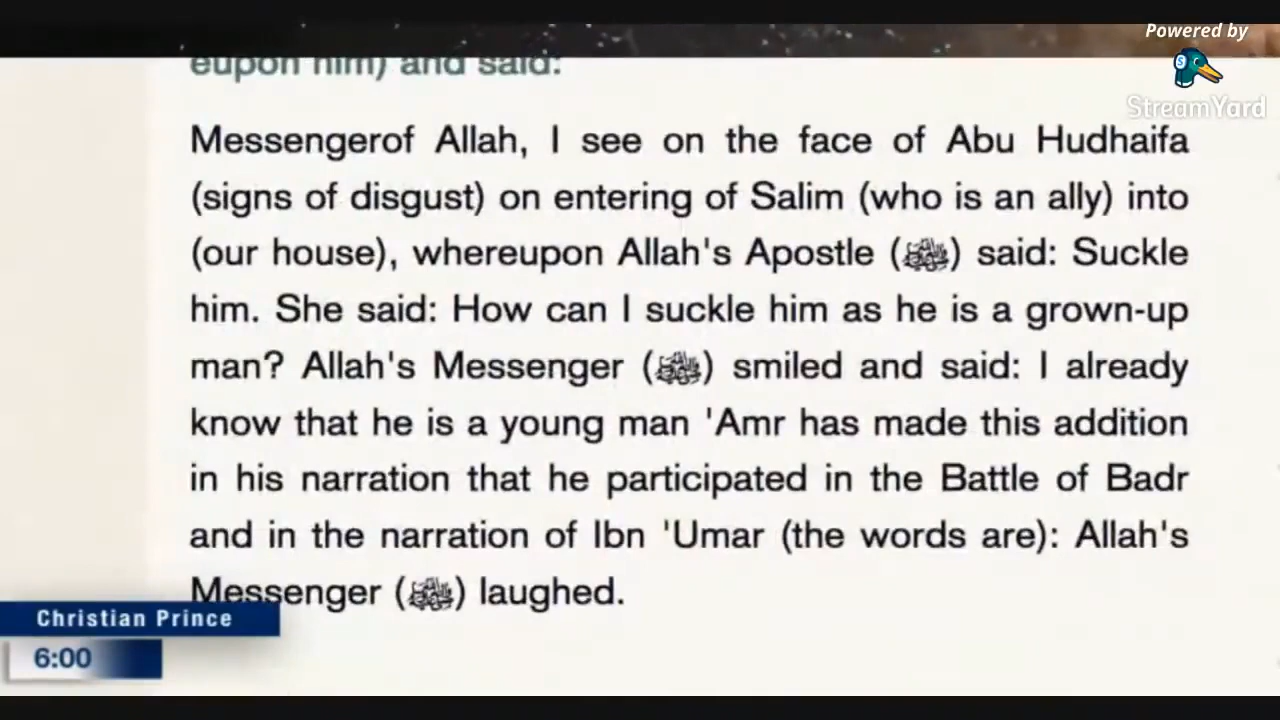 Powered by
StreamYard
eupon him) and said:
Messengerof Allah, I see on the face of Abu Hudhaifa
(signs of disgust) on entering of Salim (who is an ally) into
(our house), whereupon Allah's Apostle (ﷺ) said: Suckle
him. She said: How can I suckle him as he is a grown-up
man? Allah's Messenger (ﷺ) smiled and said: I already
know that he is a young man 'Amr has made this addition
in his narration that he participated in the Battle of Badr
and in the narration of Ibn 'Umar (the words are): Allah's
Messenger (ﷺ) laughed.
Christian Prince
6:00